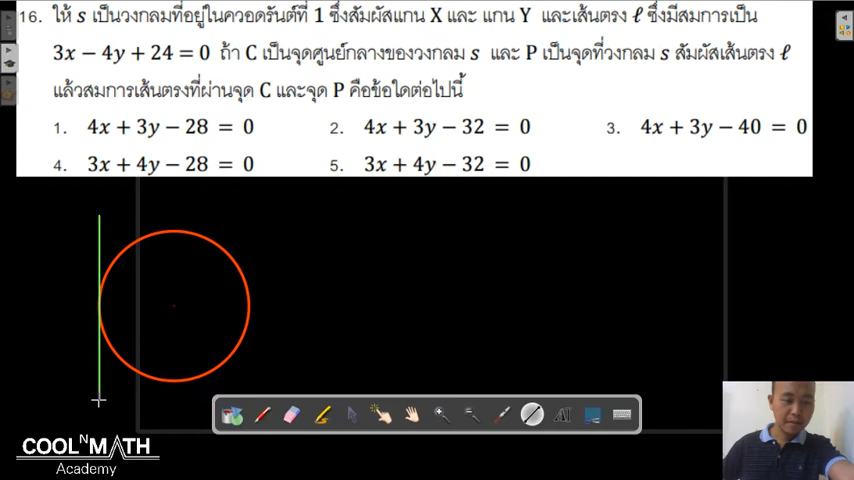 16. ให้ s เป็นวงกลมที่อยู่ในควอดรันต์ที่ 1 ซึ่งสัมผัสแกน X และ แกน Y และเส้นตรง ℓ ซึ่งมีสมการเป็น
3x − 4y + 24 = 0 ถ้า C เป็นจุดศูนย์กลางของวงกลม s และ P เป็นจุดที่วงกลม s สัมผัสเส้นตรง ℓ
แล้วสมการเส้นตรงที่ผ่านจุด C และจุด P คือข้อใดต่อไปนี้
1. 4x + 3y − 28 = 0 2. 4x + 3y − 32 = 0 3. 4x + 3y − 40 = 0
4. 3x + 4y − 28 = 0 5. 3x + 4y − 32 = 0
AI
COOL N MATH
Academy